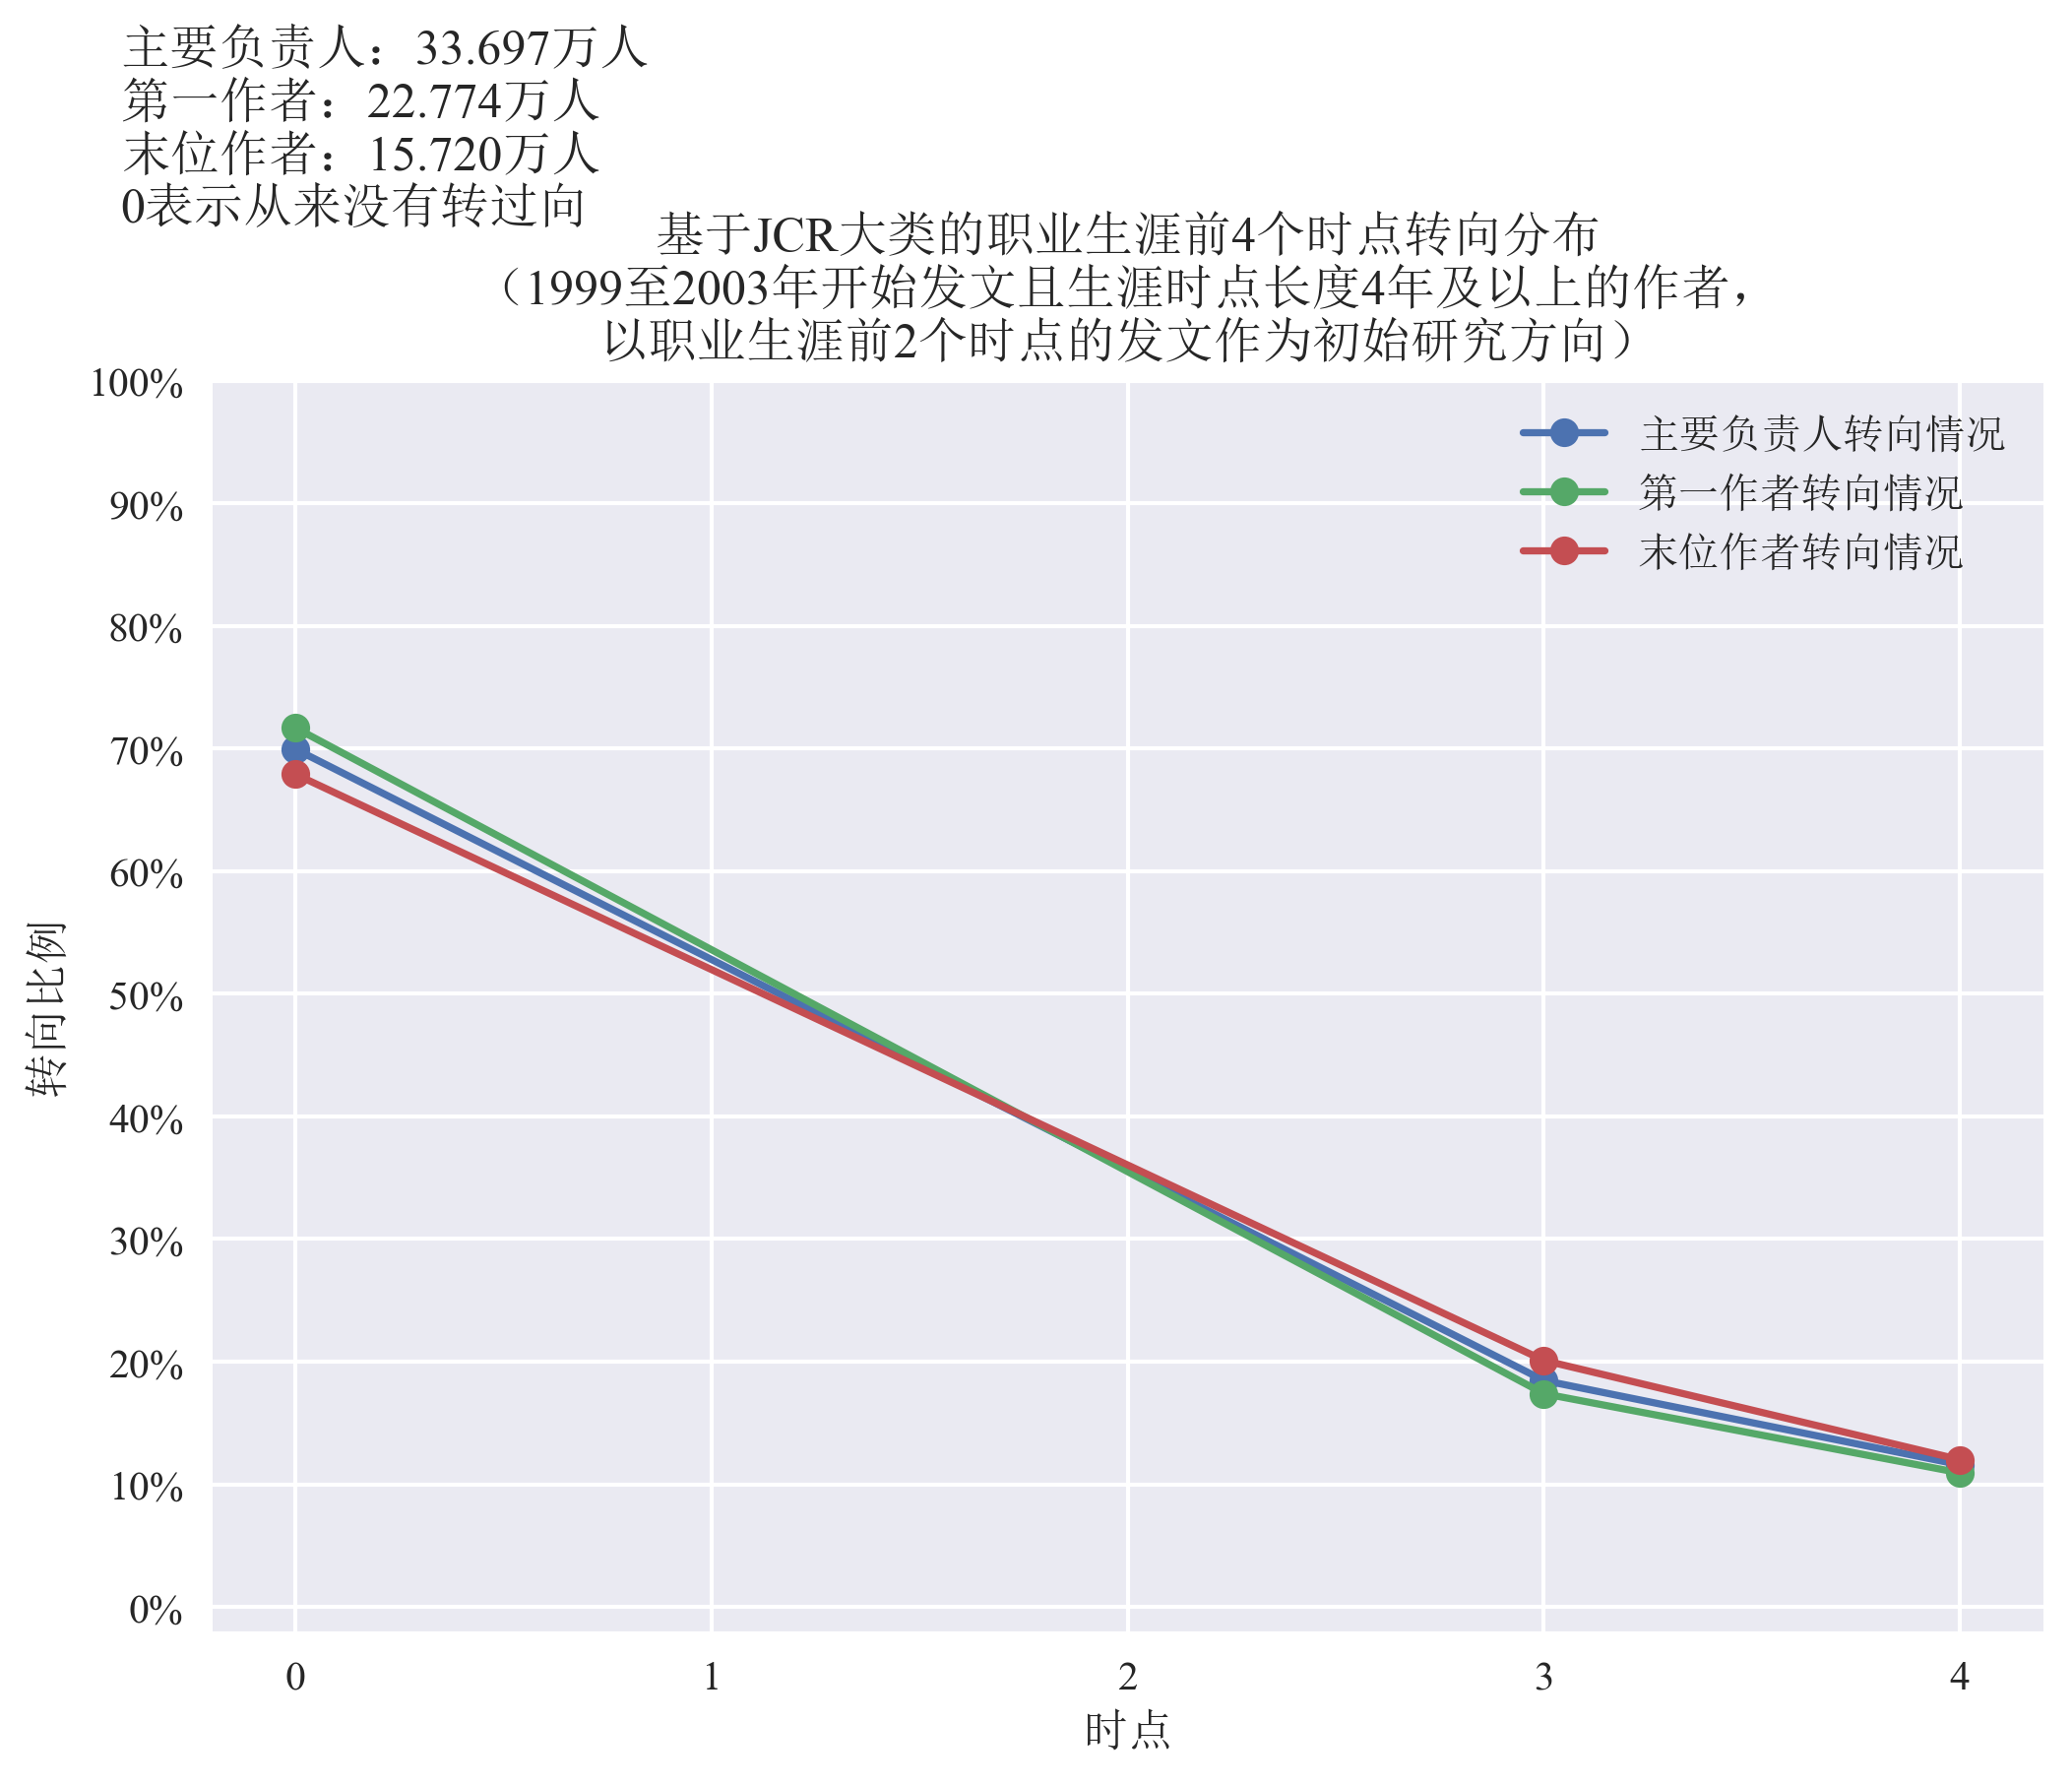 主要负责人：33.697万人
第一作者：22.774万人
末位作者：15.720万人
0表示从来没有转过向
基于JCR大类的职业生涯前4个时点转向分布
（1999至2003年开始发文且生涯时点长度4年及以上的作者，
以职业生涯前2个时点的发文作为初始研究方向）
100%
90%
80%
70%
60%
50%
40%
30%
20%
10%
0%
转向比例
主要负责人转向情况
第一作者转向情况
末位作者转向情况
0 1 2 3 4
时点